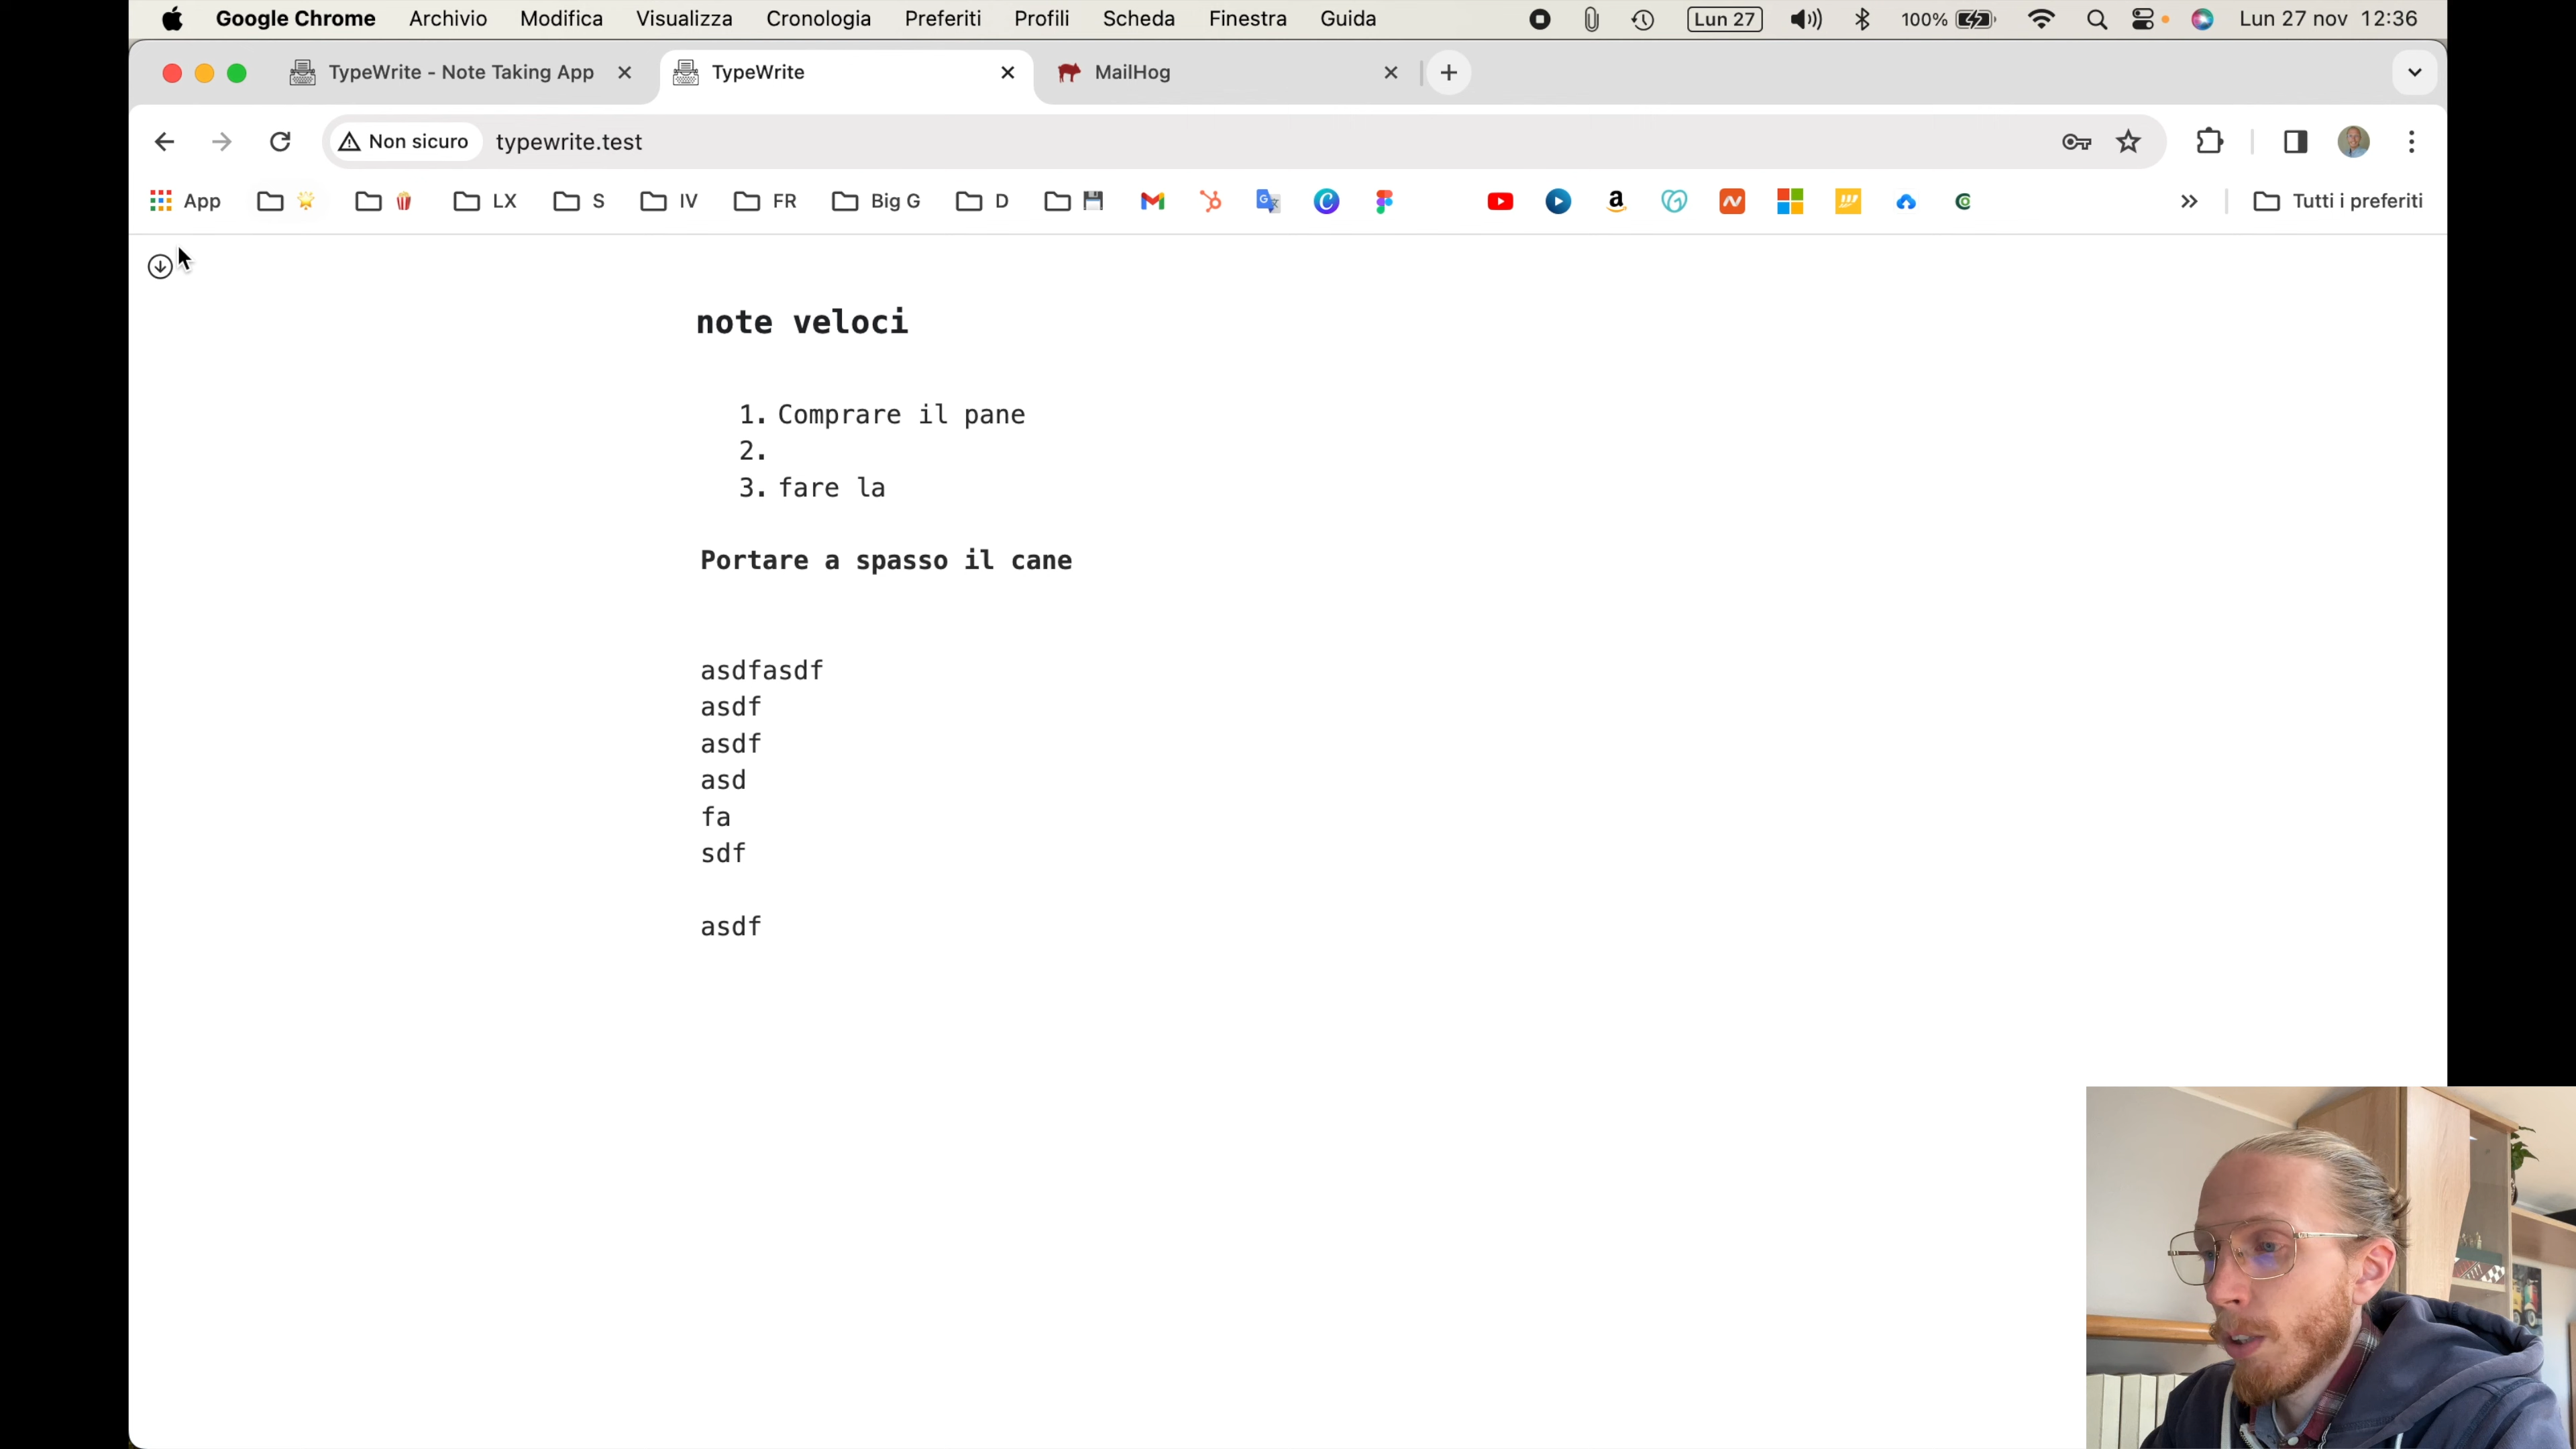 Google Chrome Archivio Modifica Visualizza Cronologia Preferiti Profili Scheda Finestra Guida Lun 27 100% Lun 27 nov 12:36
TypeWrite - Note Taking App TypeWrite MailHog
Non sicuro typewrite.test
App LX S IV FR Big G D Tutti i preferiti
note veloci
1. Comprare il pane
2.
3. fare la
Portare a spasso il cane
asdfasdf
asdf
asdf
asd
fa
sdf
asdf